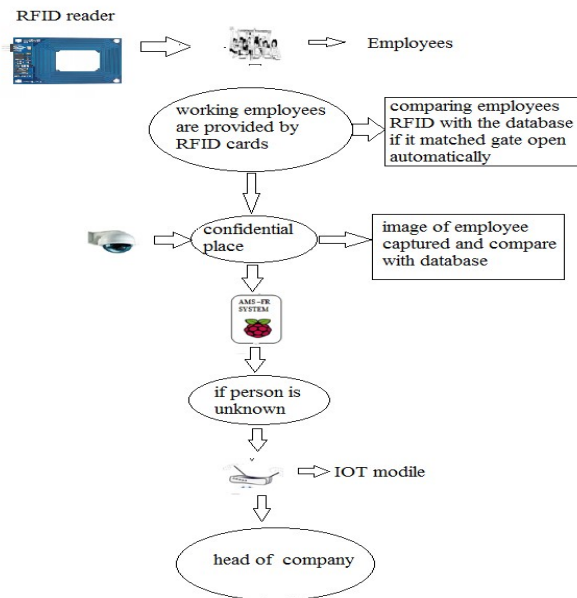 RFID reader
Employees
working employees
are provided by
RFID cards
comparing employees
RFID with the database
if it matched gate open
automatically
confidential
place
image of employee
captured and compare
with database
AMS-FR
SYSTEM
if person is
unknown
IOT modile
head of company